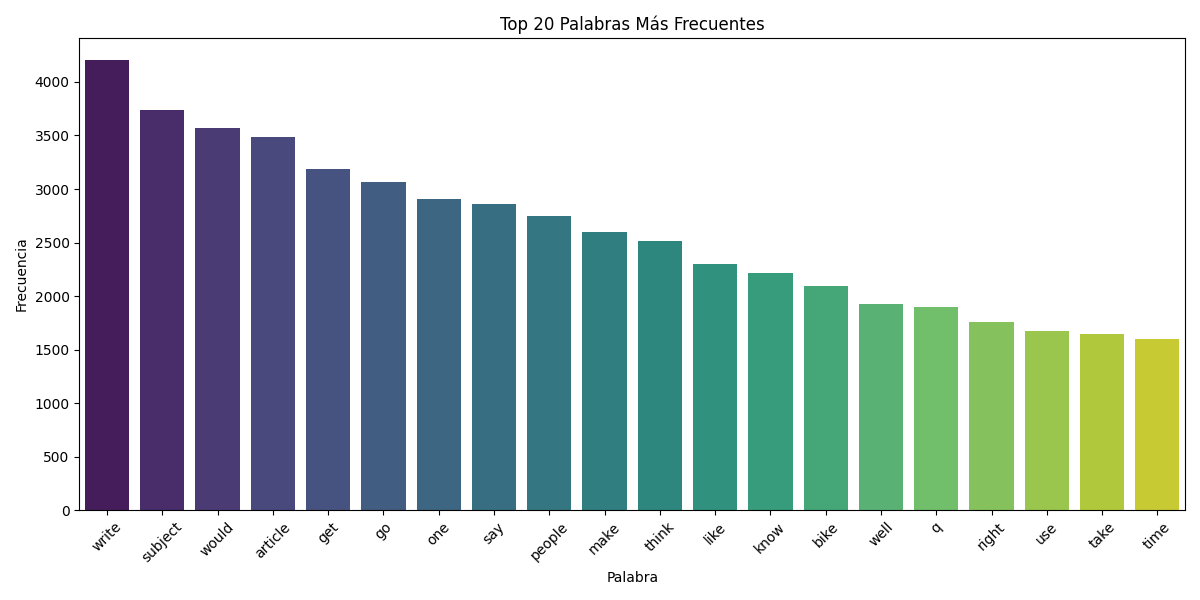 Top 20 Palabras Más Frecuentes
Frecuencia
4000
3500
3000
2500
2000
1500
1000
500
0
write subject would article get go one say people make think like know bike well q right use take time
Palabra